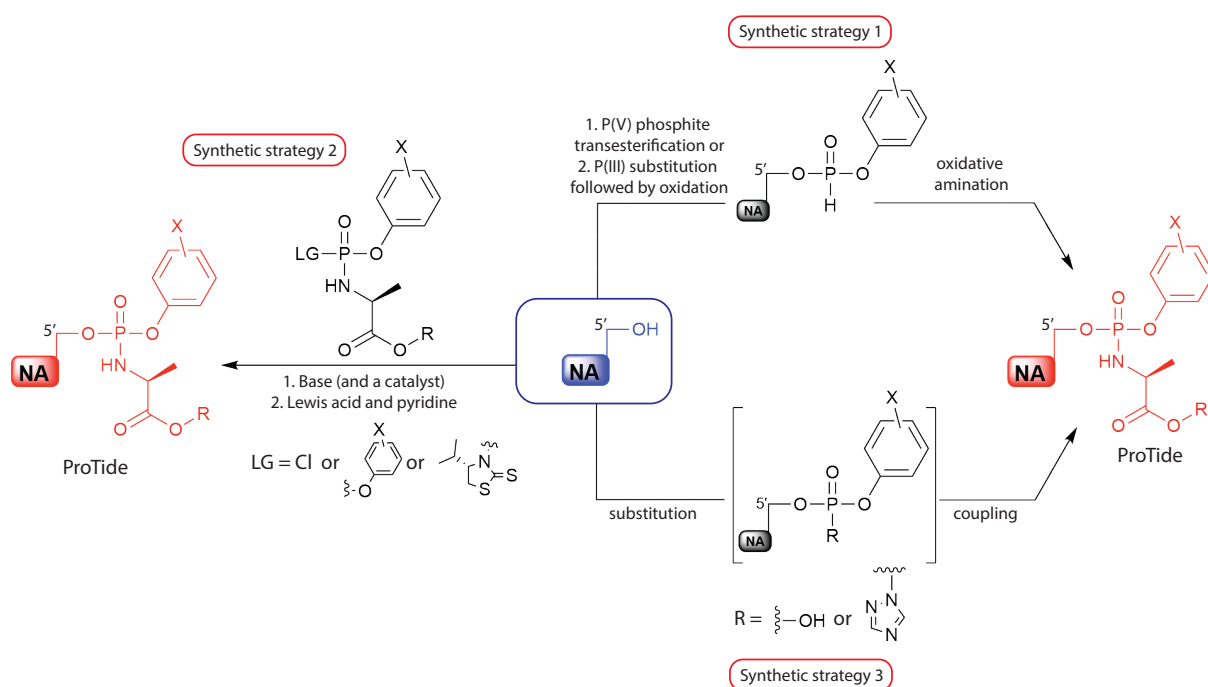 Synthetic strategy 1
X
1. P(V) phosphite
transesterification or
2. P(III) substitution
followed by oxidation
5′
O
O
P
O
H
NA
oxidative
amination
Synthetic strategy 2
X
O
LG P O
HN
O
O
R
X
O
5′
O P O
NA
HN
O
O
R
ProTide
1. Base (and a catalyst)
2. Lewis acid and pyridine
LG = Cl or
X
O
or
N
S
S
5′
OH
NA
X
O
5′
O P O
NA
HN
O
O
R
ProTide
substitution
X
O
5′
O P O
R
NA
coupling
R = OH or
N
N
N
Synthetic strategy 3